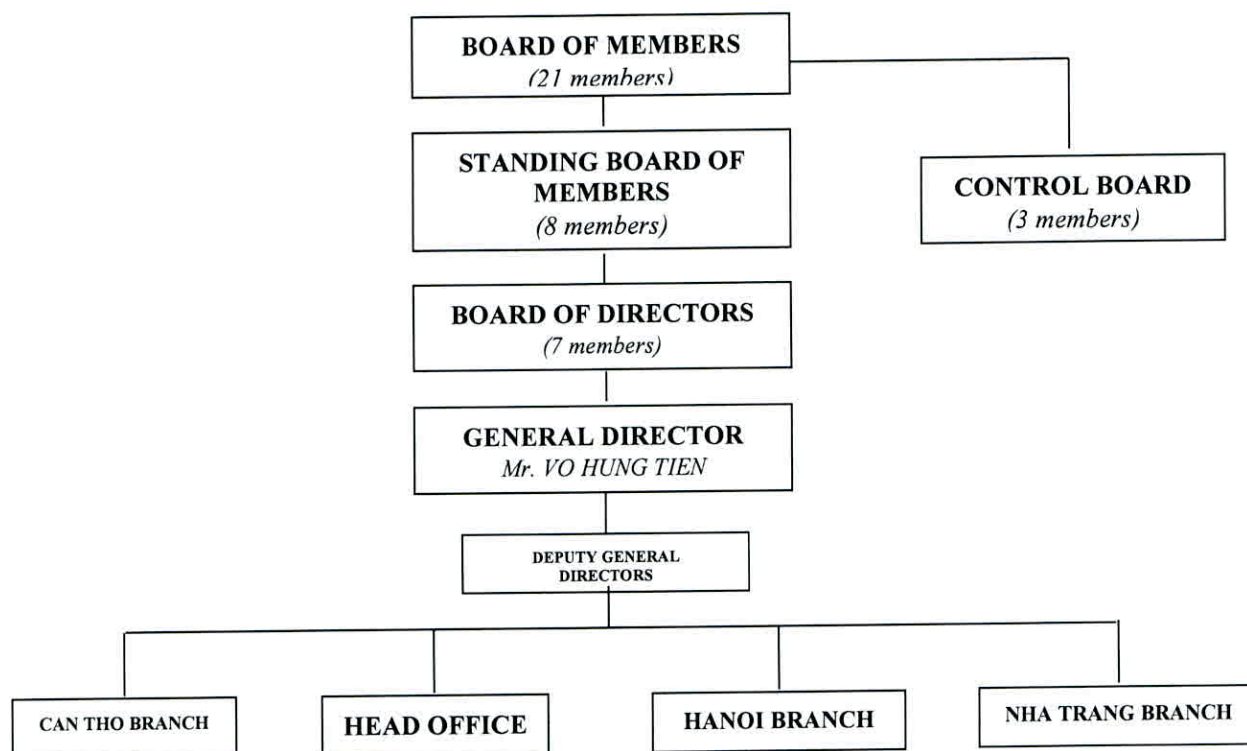 BOARD OF MEMBERS
(21 members)
STANDING BOARD OF
MEMBERS
(8 members)
CONTROL BOARD
(3 members)
BOARD OF DIRECTORS
(7 members)
GENERAL DIRECTOR
Mr. VO HUNG TIEN
DEPUTY GENERAL
DIRECTORS
CAN THO BRANCH
HEAD OFFICE
HANOI BRANCH
NHA TRANG BRANCH